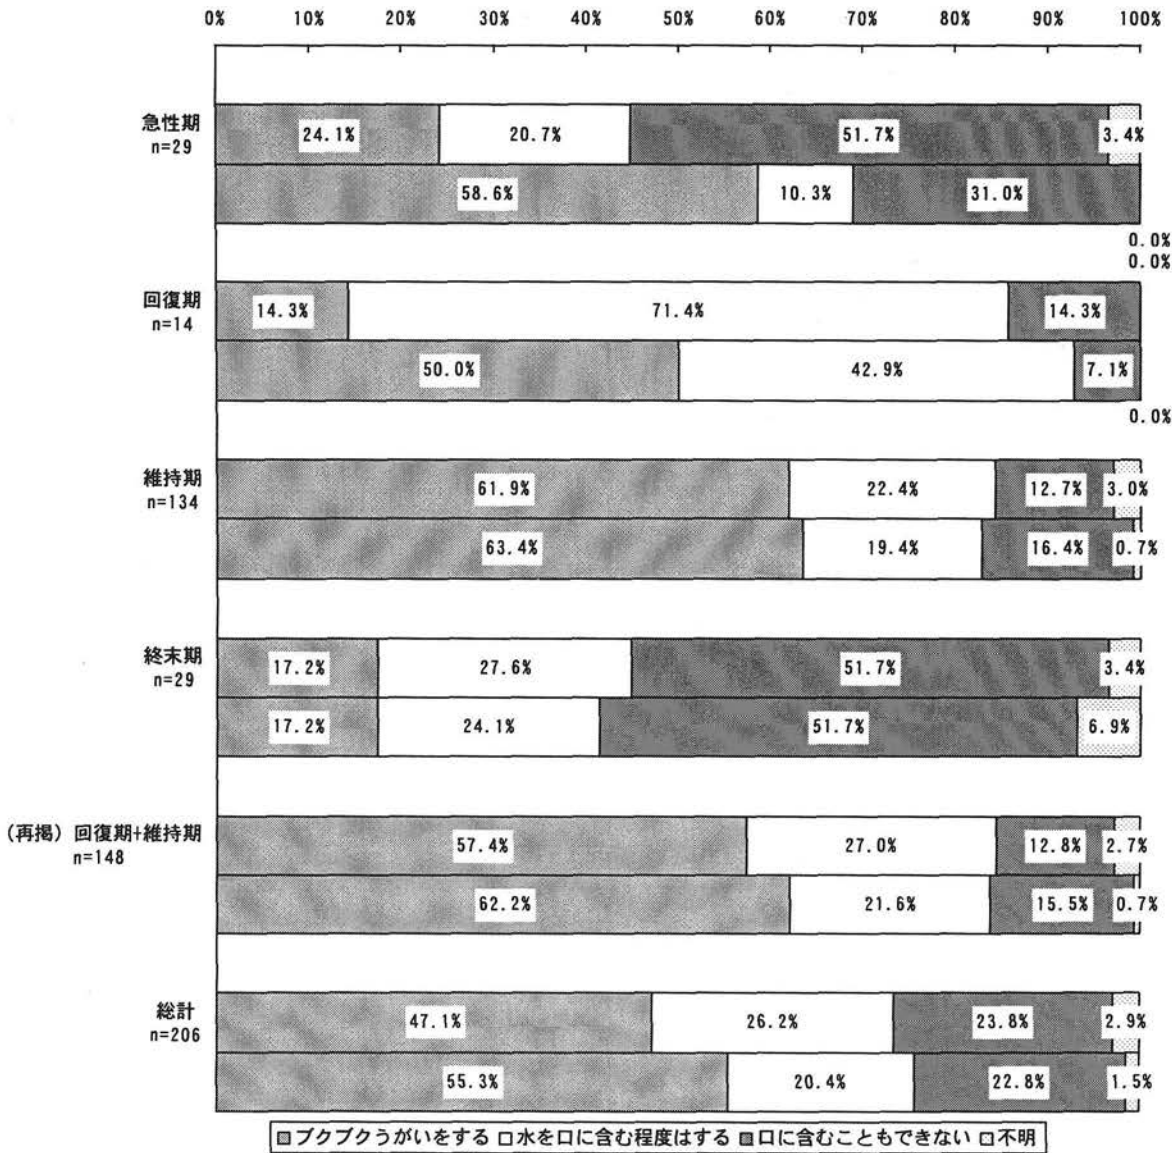 0% 10% 20% 30% 40% 50% 60% 70% 80% 90% 100%
急性期
n=29
24.1% 20.7% 51.7% 3.4%
58.6% 10.3% 31.0%
0.0%
0.0%
回復期
n=14
14.3% 71.4% 14.3%
50.0% 42.9% 7.1%
0.0%
維持期
n=134
61.9% 22.4% 12.7% 3.0%
63.4% 19.4% 16.4% 0.7%
終末期
n=29
17.2% 27.6% 51.7% 3.4%
17.2% 24.1% 51.7% 6.9%
(再掲) 回復期+維持期
n=148
57.4% 27.0% 12.8% 2.7%
62.2% 21.6% 15.5% 0.7%
総計
n=206
47.1% 26.2% 23.8% 2.9%
55.3% 20.4% 22.8% 1.5%
ブクブクうがいをする 水を口に含む程度はする 口に含むこともできない 不明